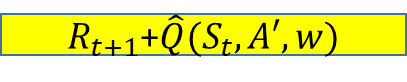 R_{t+1}+Q̂(S_t, A′, w)